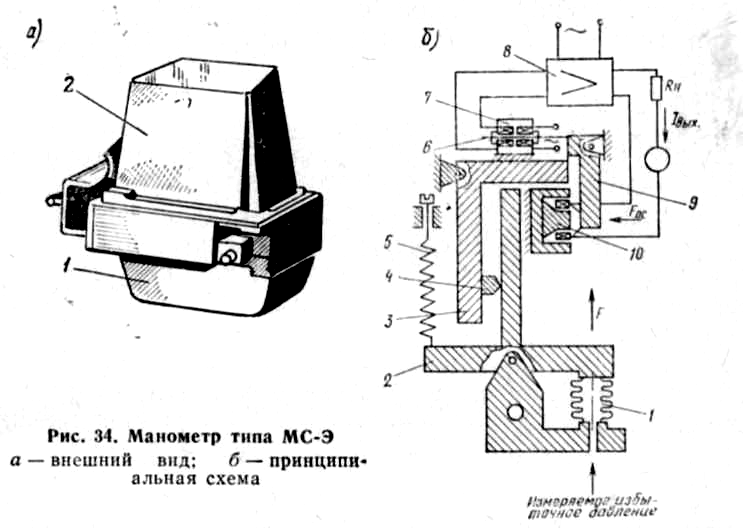 а)
2
1
Рис. 34. Манометр типа МС-Э
а — внешний вид; б — принципи-
альная схема
б)
8
Rн
7
Iвых.
6
9
Fос
5
10
4
F
3
2
1
Измеряемое избы-
точное давление